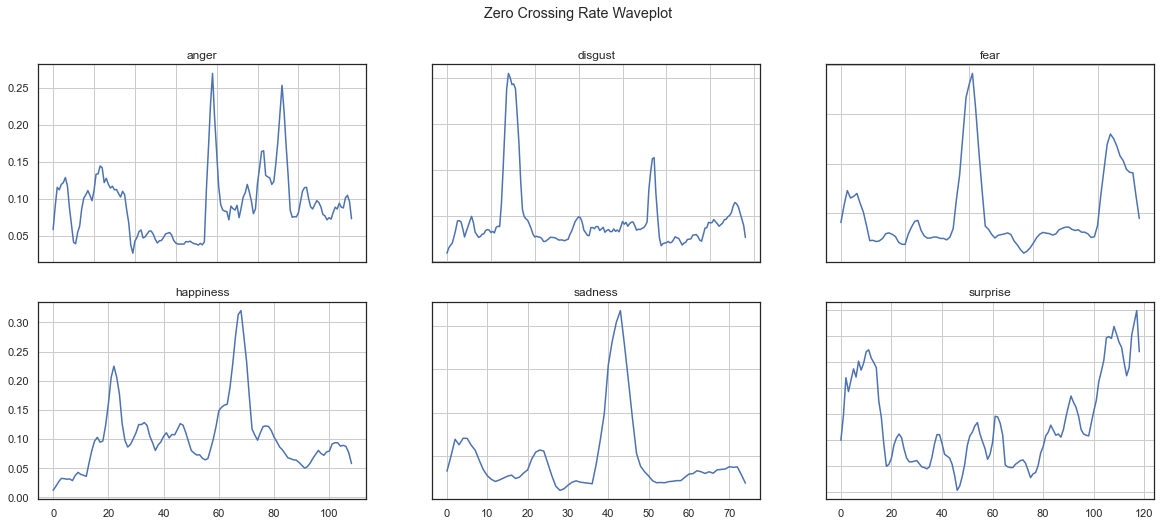 Zero Crossing Rate Waveplot
anger
disgust
fear
0.25
0.20
0.15
0.10
0.05
happiness
sadness
surprise
0.30
0.25
0.20
0.15
0.10
0.05
0.00
0 20 40 60 80 100
0 10 20 30 40 50 60 70
0 20 40 60 80 100 120